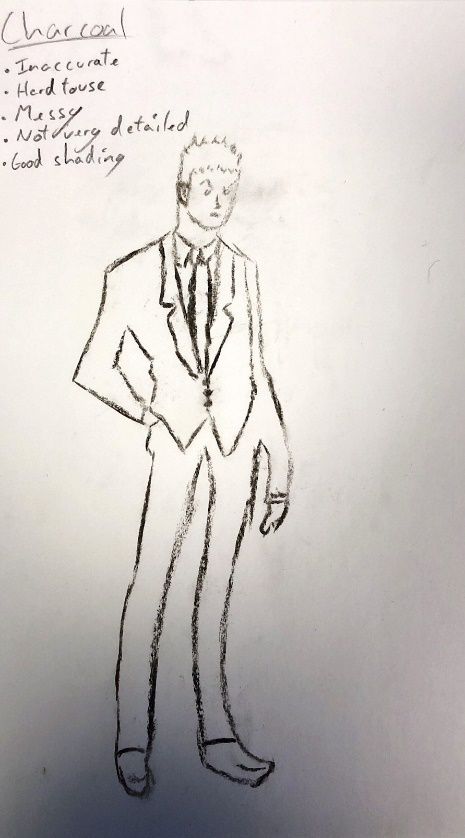 Charcoal
• Inaccurate
• Hard to use
• Messy
• Not very detailed
• Good shading